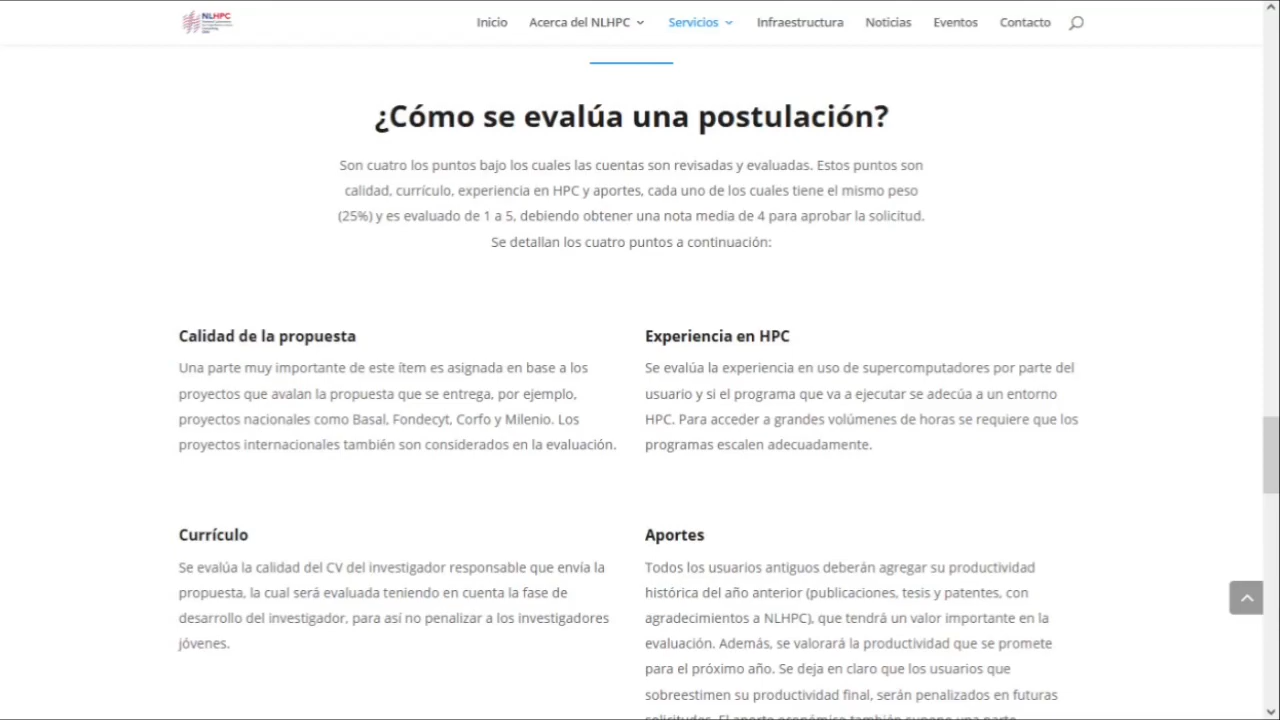 NLHPC
Inicio
Acerca del NLHPC
Servicios
Infraestructura
Noticias
Eventos
Contacto
¿Cómo se evalúa una postulación?
Son cuatro los puntos bajo los cuales las cuentas son revisadas y evaluadas. Estos puntos son
calidad, currículo, experiencia en HPC y aportes, cada uno de los cuales tiene el mismo peso
(25%) y es evaluado de 1 a 5, debiendo obtener una nota media de 4 para aprobar la solicitud.
Se detallan los cuatro puntos a continuación:
Calidad de la propuesta
Una parte muy importante de este ítem es asignada en base a los
proyectos que avalan la propuesta que se entrega, por ejemplo,
proyectos nacionales como Basal, Fondecyt, Corfo y Milenio. Los
proyectos internacionales también son considerados en la evaluación.
Experiencia en HPC
Se evalúa la experiencia en uso de supercomputadores por parte del
usuario y si el programa que va a ejecutar se adecúa a un entorno
HPC. Para acceder a grandes volúmenes de horas se requiere que los
programas escalen adecuadamente.
Currículo
Se evalúa la calidad del CV del investigador responsable que envía la
propuesta, la cual será evaluada teniendo en cuenta la fase de
desarrollo del investigador, para así no penalizar a los investigadores
jóvenes.
Aportes
Todos los usuarios antiguos deberán agregar su productividad
histórica del año anterior (publicaciones, tesis y patentes, con
agradecimientos a NLHPC), que tendrá un valor importante en la
evaluación. Además, se valorará la productividad que se promete
para el próximo año. Se deja en claro que los usuarios que
sobreestimen su productividad final, serán penalizados en futuras
solicitudes. El aporte económico también supone una parte